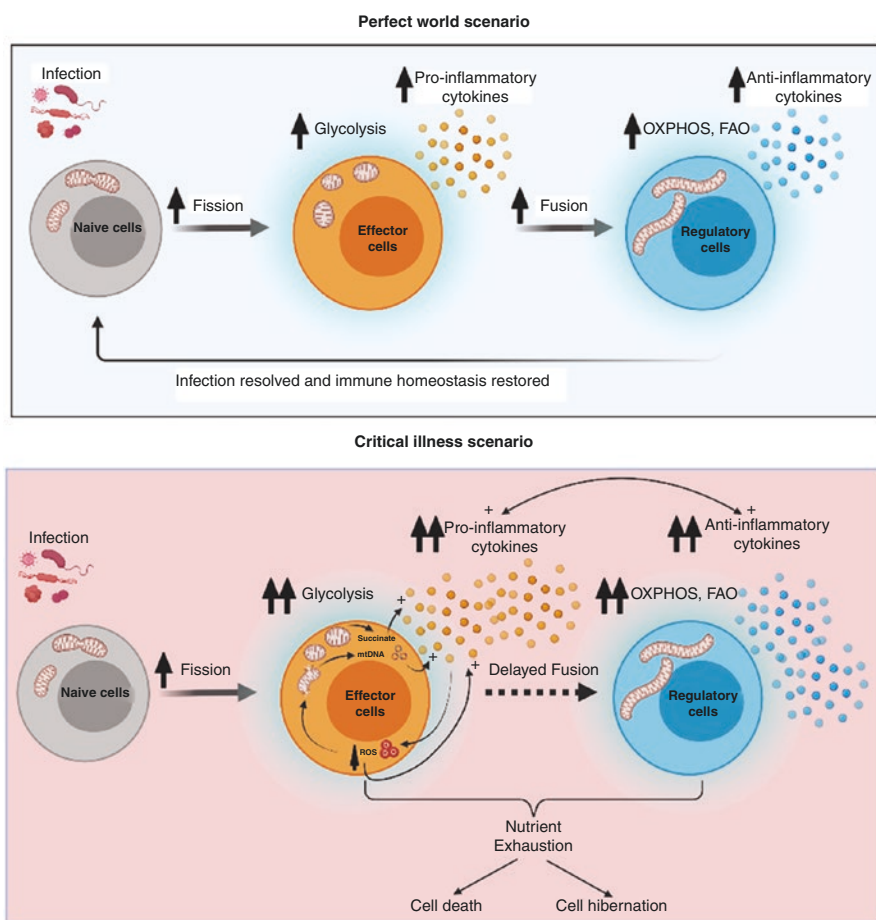 Perfect world scenario
Infection
Pro-inflammatory
cytokines
Anti-inflammatory
cytokines
Glycolysis
OXPHOS, FAO
Naive cells
Fission
Effector
cells
Fusion
Regulatory
cells
Infection resolved and immune homeostasis restored
Critical illness scenario
+
+
Infection
Pro-inflammatory
cytokines
Anti-inflammatory
cytokines
Glycolysis
OXPHOS, FAO
+
Succinate
mtDNA
+
+
Naive cells
Fission
Effector
cells
Delayed Fusion
Regulatory
cells
ROS
Nutrient
Exhaustion
Cell death
Cell hibernation